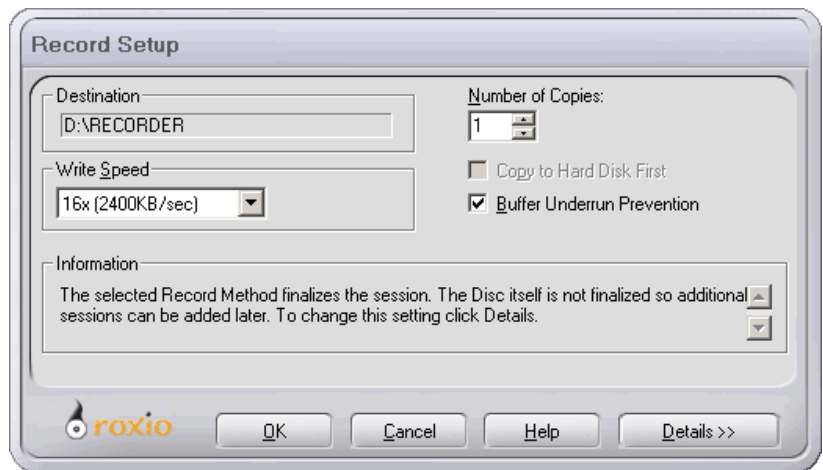 Record Setup
Destination
D:\RECORDER
Number of Copies:
1
Write Speed
16x (2400KB/sec)
Copy to Hard Disk First
Buffer Underrun Prevention
Information
The selected Record Method finalizes the session. The Disc itself is not finalized so additional
sessions can be added later. To change this setting click Details.
roxio
OK
Cancel
Help
Details >>